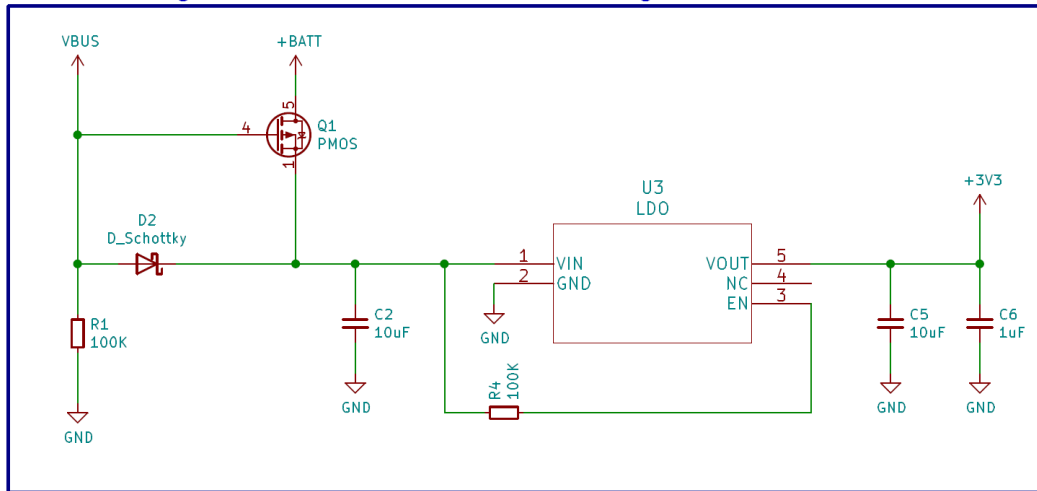 VBUS
+BATT
5
4
Q1
PMOS
1
U3
LDO
+3V3
D2
D_Schottky
1
VIN
VOUT
5
2
GND
NC
4
EN
3
R1
100K
C2
10uF
GND
C5
10uF
C6
1uF
R4
100K
GND
GND
GND
GND